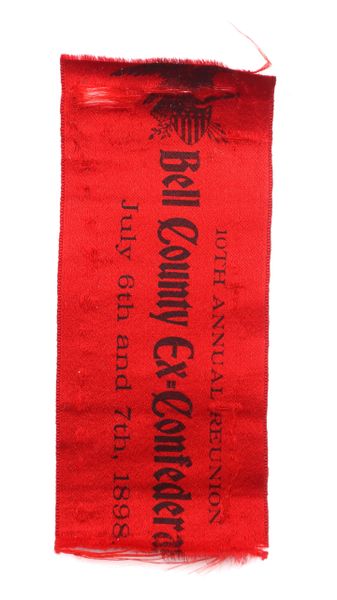 10TH ANNUAL REUNION
Bell County Ex=Confedera
July 6th and 7th, 1898.